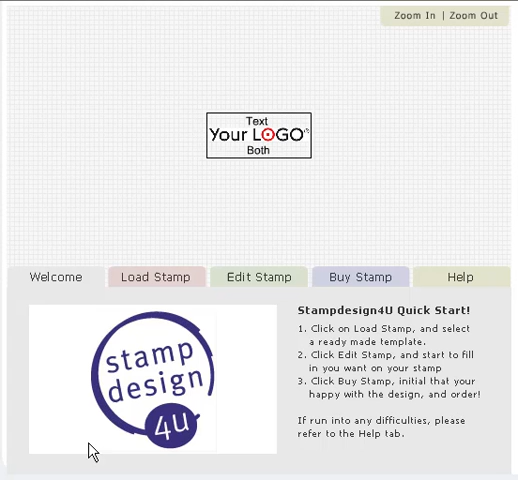 Zoom In | Zoom Out
Text
Your LOGO
Both
Welcome
Load Stamp
Edit Stamp
Buy Stamp
Help
stamp
design
4u
Stampdesign4U Quick Start!
1. Click on Load Stamp, and select
a ready made template.
2. Click Edit Stamp, and start to fill
in you want on your stamp
3. Click Buy Stamp, initial that your
happy with the design, and order!
If run into any difficulties, please
refer to the Help tab.